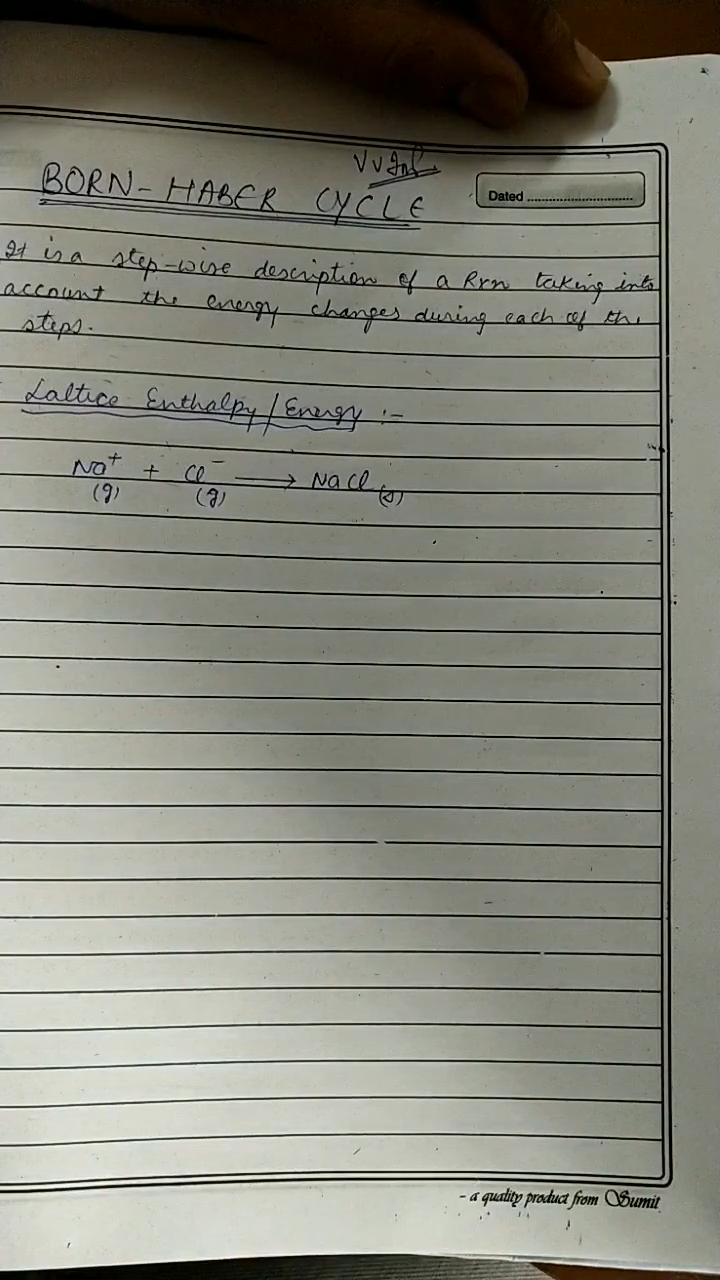 VVImp.
BORN-HABER CYCLE
Dated
It is a step-wise description of a Rxn taking into
account the energy changes during each of the
steps.
Lattice Enthalpy/Energy :-
Na⁺ + Cl⁻ ⟶ NaCl
(g) (g) (s)
- a quality product from Sumit